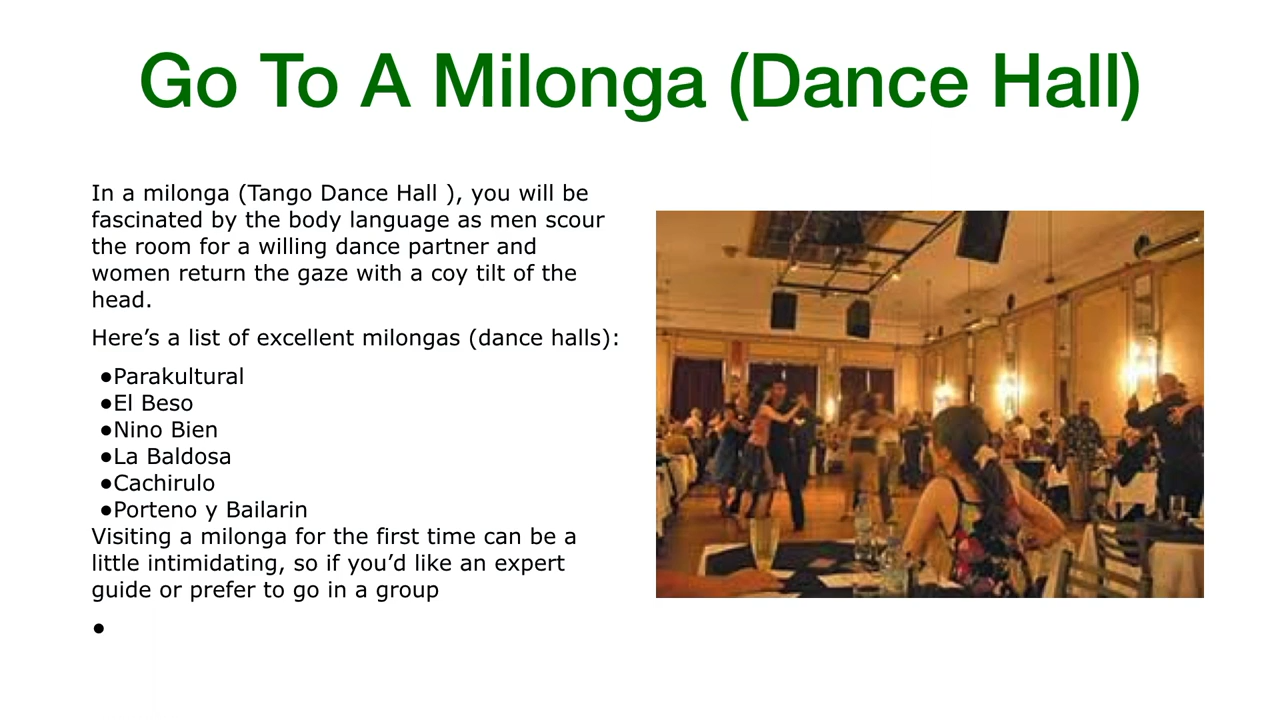 Go To A Milonga (Dance Hall)
In a milonga (Tango Dance Hall ), you will be
fascinated by the body language as men scour
the room for a willing dance partner and
women return the gaze with a coy tilt of the
head.
Here’s a list of excellent milongas (dance halls):
●Parakultural
●El Beso
●Nino Bien
●La Baldosa
●Cachirulo
●Porteno y Bailarin
Visiting a milonga for the first time can be a
little intimidating, so if you’d like an expert
guide or prefer to go in a group
●